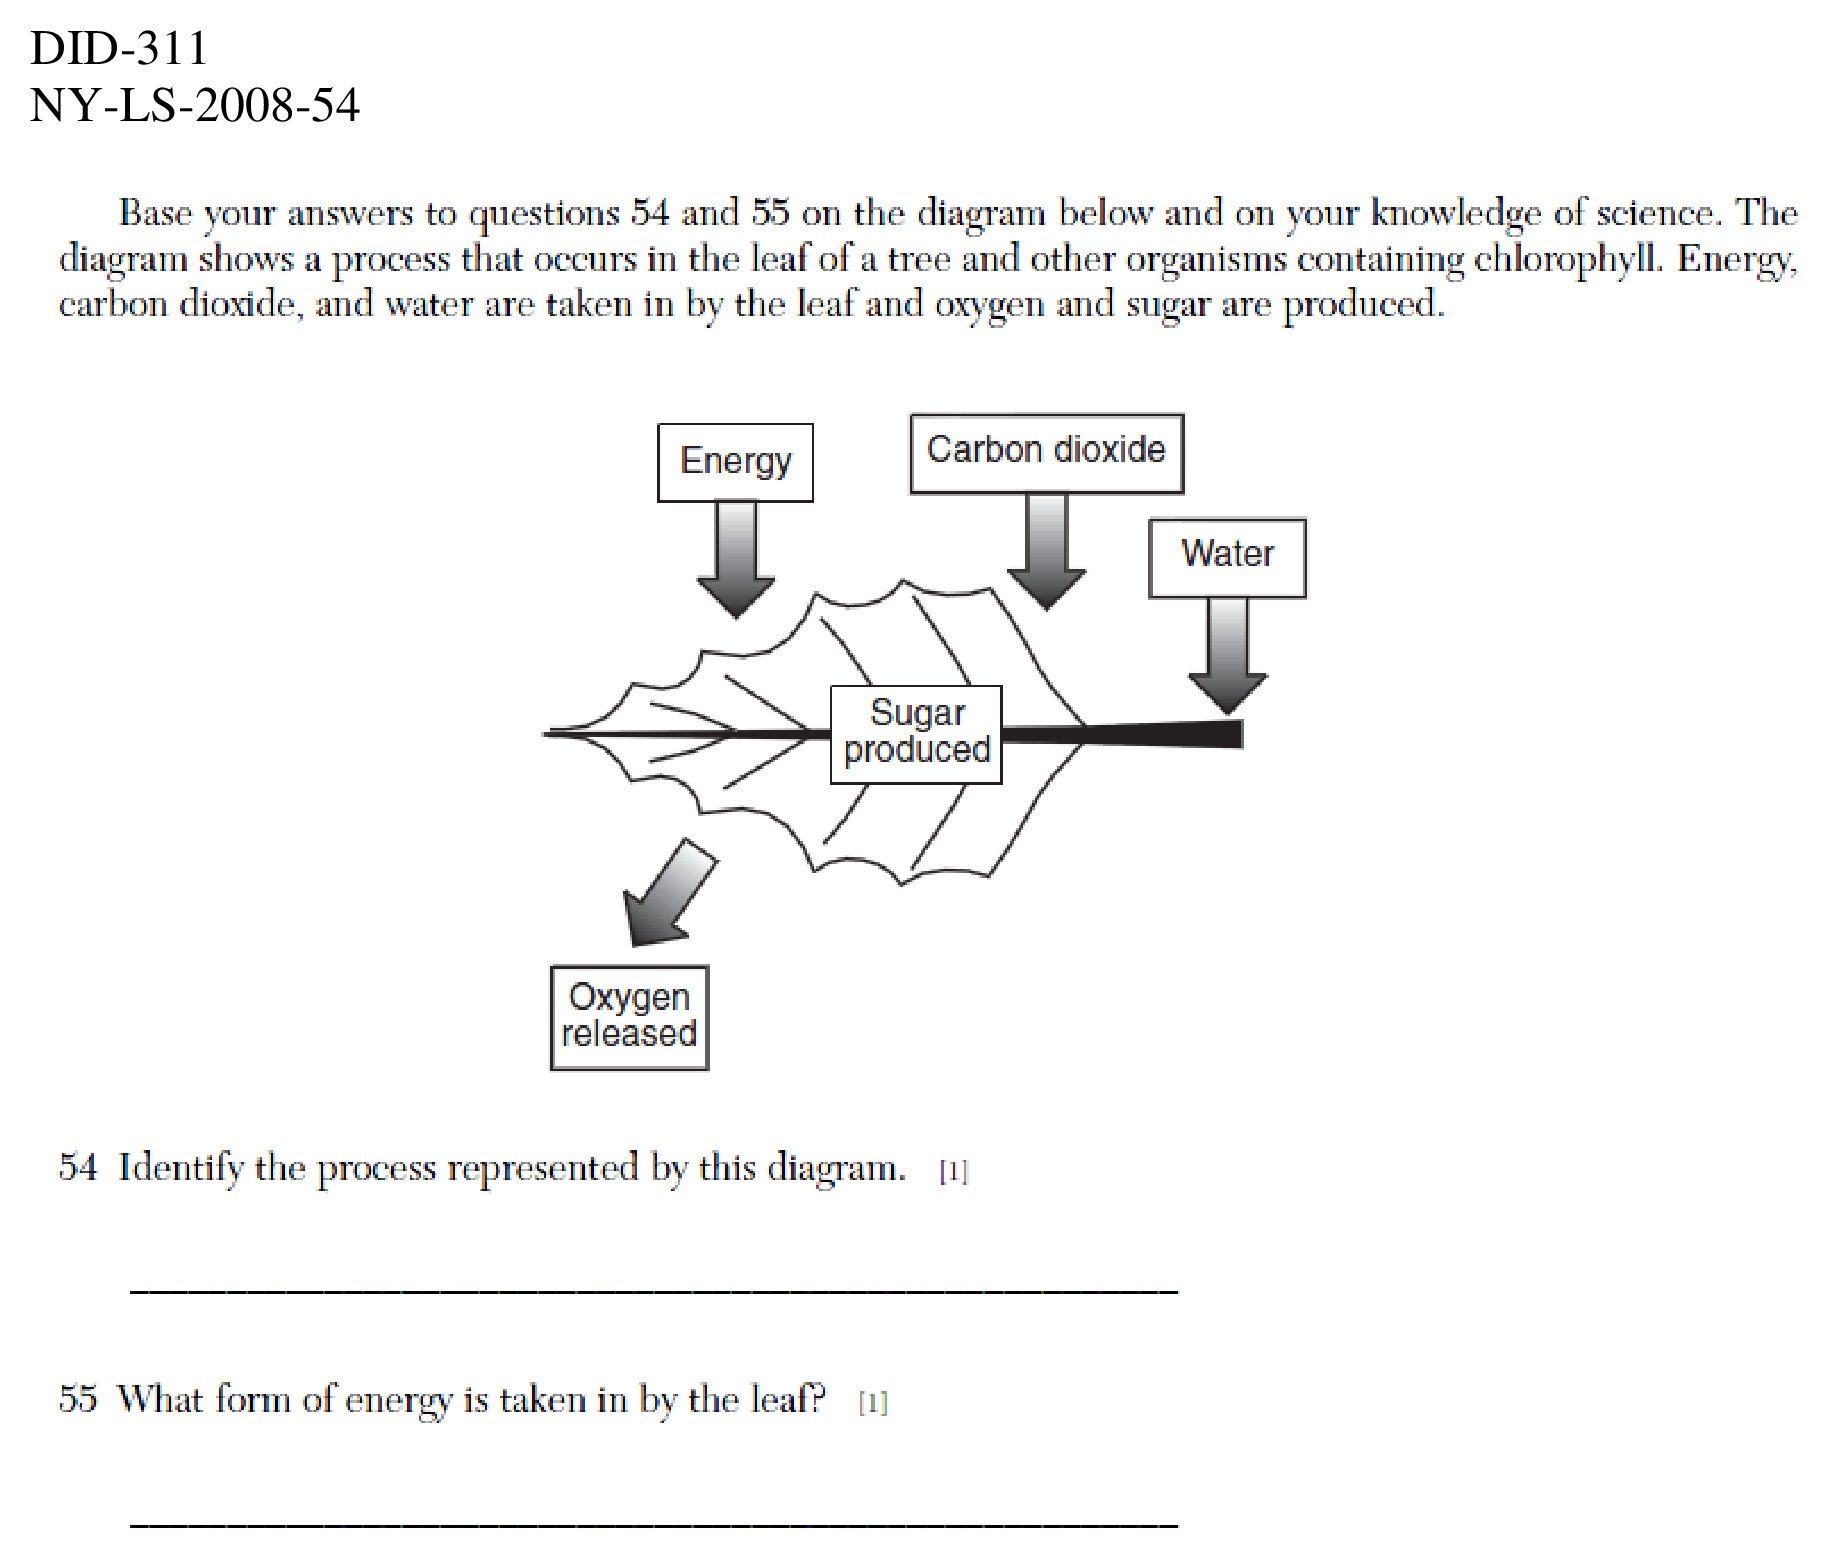 DID-311
NY-LS-2008-54
Base your answers to questions 54 and 55 on the diagram below and on your knowledge of science. The
diagram shows a process that occurs in the leaf of a tree and other organisms containing chlorophyll. Energy,
carbon dioxide, and water are taken in by the leaf and oxygen and sugar are produced.
Energy
Carbon dioxide
Water
Sugar
produced
Oxygen
released
54 Identify the process represented by this diagram. [1]
55 What form of energy is taken in by the leaf? [1]